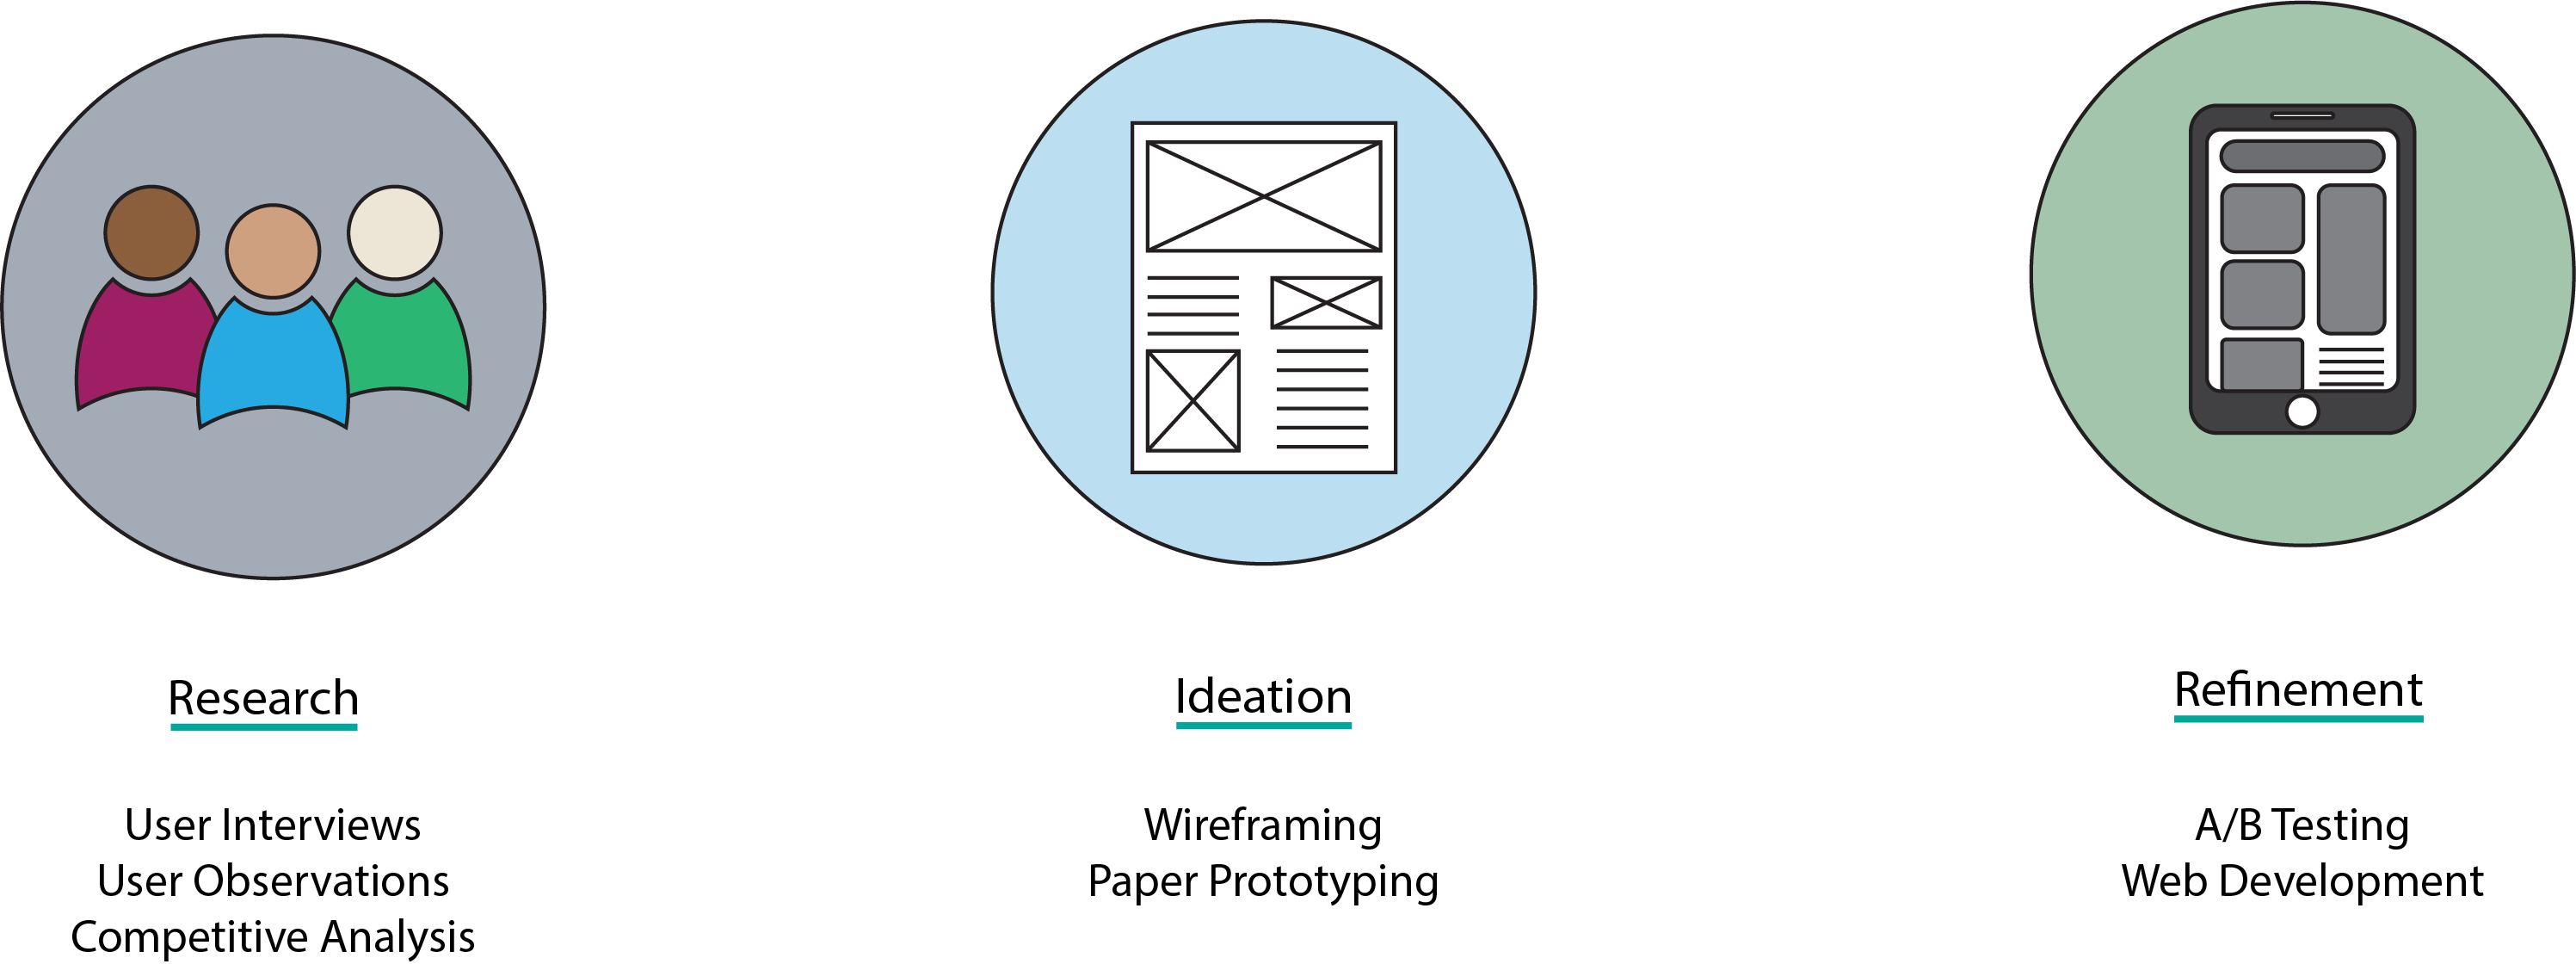 Research
User Interviews
User Observations
Competitive Analysis
Ideation
Wireframing
Paper Prototyping
Refinement
A/B Testing
Web Development